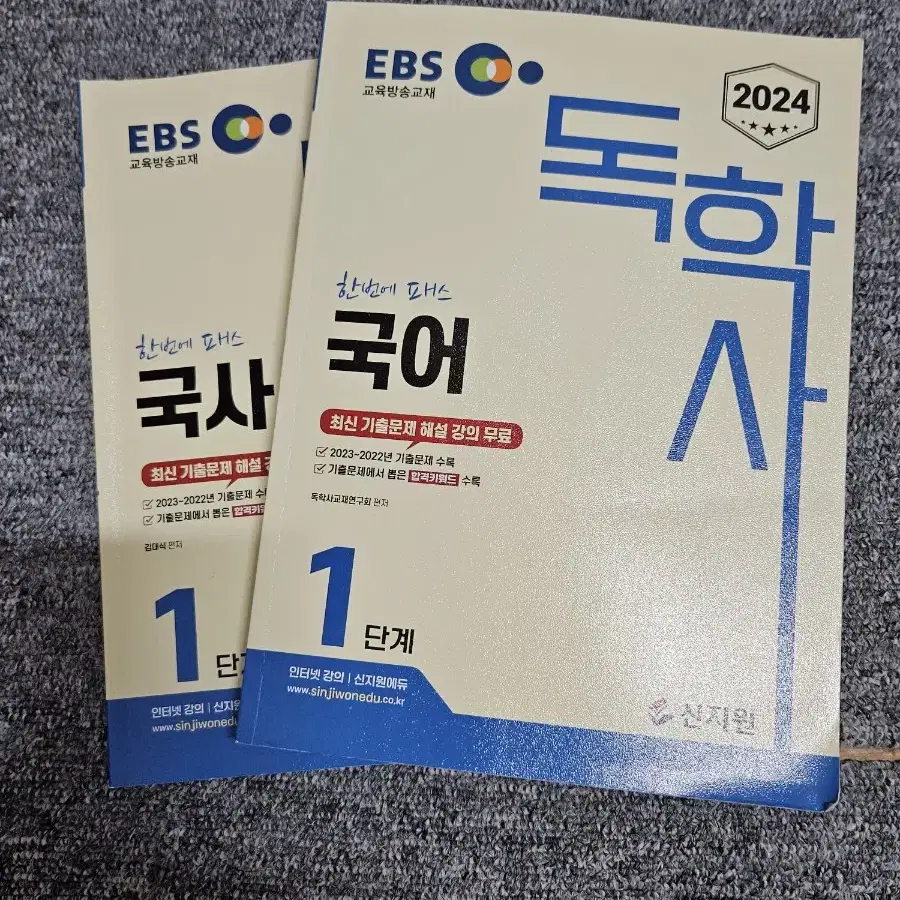 EBS
교육방송교재
한번에 패스
국사
최신 기출문제 해설
2023~2022년 기출문제
기출문제에서 뽑은
김대식 편저
1
인터넷 강의 | 신지원
www.sinjiwonedu
EBS
교육방송교재
2024
독학사
한번에 패스
국어
최신 기출문제 해설 강의 무료
2023~2022년 기출문제 수록
기출문제에서 뽑은 합격키워드 수록
독학사교재연구회 편저
1단계
인터넷 강의 | 신지원에듀
www.sinjiwonedu.co.kr
신지원